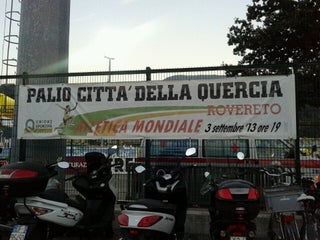 PALIO CITTA' DELLA QUERCIA
ROVERETO
ATLETICA MONDIALE 3 settembre '13 ore 19